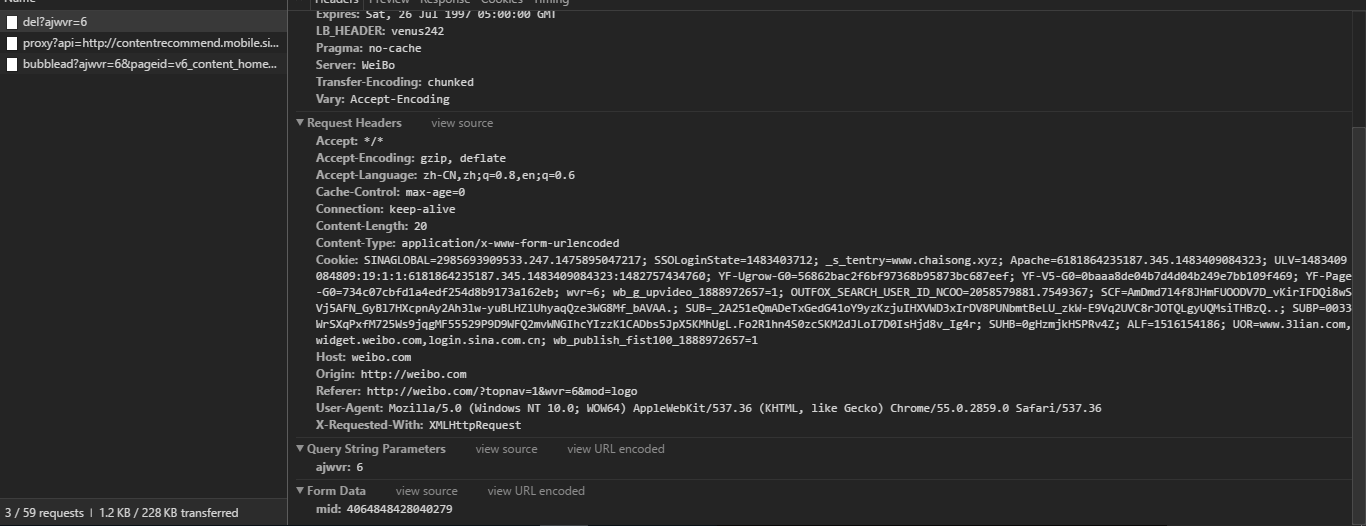 Name
Headers Preview Response Cookies Timing
del?ajwvr=6
proxy?api=http://contentrecommend.mobile.si...
bubblead?ajwvr=6&pageid=v6_content_home...
Expires: Sat, 26 Jul 1997 05:00:00 GMT
LB_HEADER: venus242
Pragma: no-cache
Server: WeiBo
Transfer-Encoding: chunked
Vary: Accept-Encoding
Request Headers view source
Accept: */*
Accept-Encoding: gzip, deflate
Accept-Language: zh-CN,zh;q=0.8,en;q=0.6
Cache-Control: max-age=0
Connection: keep-alive
Content-Length: 20
Content-Type: application/x-www-form-urlencoded
Cookie: SINAGLOBAL=2985693909533.247.1475895047217; SSOLoginState=1483403712; _s_tentry=www.chaisong.xyz; Apache=6181864235187.345.1483409084323; ULV=1483409
084809:19:1:1:6181864235187.345.1483409084323:1482757434760; YF-Ugrow-G0=56862bac2f6bf97368b95873bc687eef; YF-V5-G0=0baaa8de04b7d4d04b249e7bb109f469; YF-Page
-G0=734c07cbfd1a4edf254d8b9173a162eb; wvr=6; wb_g_upvideo_1888972657=1; OUTFOX_SEARCH_USER_ID_NCOO=2058579881.7549367; SCF=AmDmd7l4f8JHmFUOODV7D_vKirIFDQi8wS
Vj5AFN_GyBl7HXcpnAy2Ah3lw-yuBLHZlUhyaqQze3WG8Mf_bAVAA.; SUB=_2A251eQmADeTxGedG41oY9yzKzjuIHXVWD3xIrDV8PUNbmtBeLU_zkW-E9Vq2UVC8rJOTQLgyUQMsiTHBzQ..; SUBP=0033
WrSXqPxfM725Ws9jqgMF55529P9D9WFQ2mvWNGIhcYIzzK1CADbs5JpX5KMhUgL.Fo2R1hn4S0zcSKM2dJLoI7D0IsHjd8v_Ig4r; SUHB=0gHzmjkHSPRv4Z; ALF=1516154186; UOR=www.3lian.com,
widget.weibo.com,login.sina.com.cn; wb_publish_fist100_1888972657=1
Host: weibo.com
Origin: http://weibo.com
Referer: http://weibo.com/?topnav=1&wvr=6&mod=logo
User-Agent: Mozilla/5.0 (Windows NT 10.0; WOW64) AppleWebKit/537.36 (KHTML, like Gecko) Chrome/55.0.2859.0 Safari/537.36
X-Requested-With: XMLHttpRequest
Query String Parameters view source view URL encoded
ajwvr: 6
Form Data view source view URL encoded
mid: 4064848428040279
3 / 59 requests | 1.2 KB / 228 KB transferred